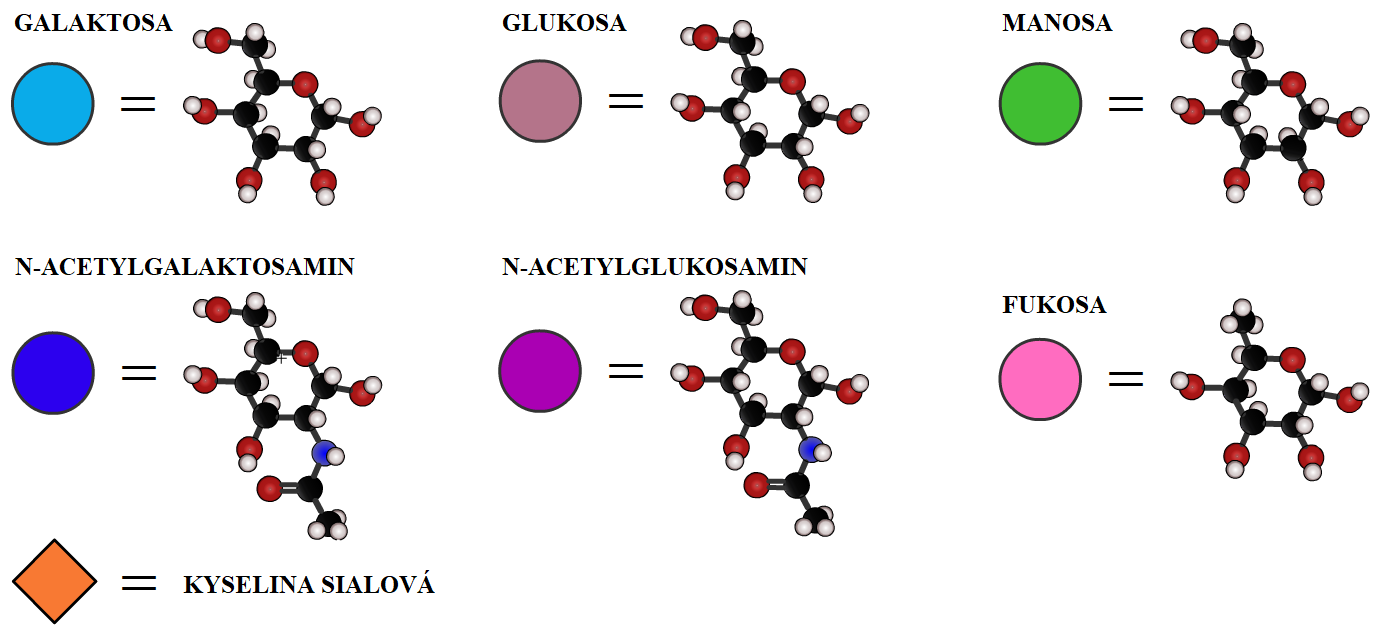 GALAKTOSA
GLUKOSA
MANOSA
N-ACETYLGALAKTOSAMIN
N-ACETYLGLUKOSAMIN
FUKOSA
KYSELINA SIALOVÁ